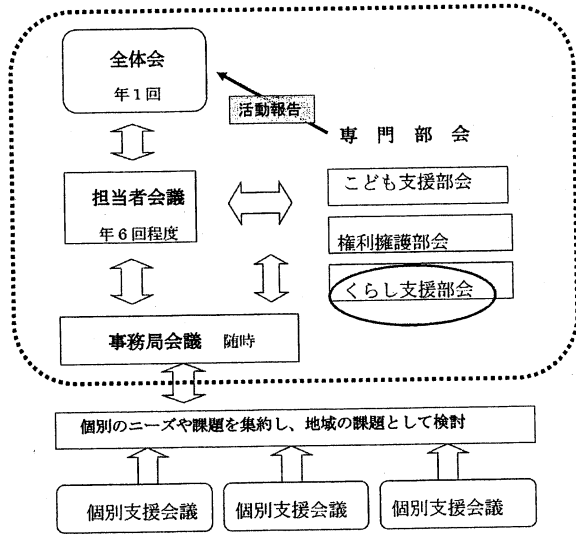 全体会
年1回
活動報告
専門部会
担当者会議
年6回程度
こども支援部会
権利擁護部会
くらし支援部会
事務局会議 随時
個別のニーズや課題を集約し、地域の課題として検討
個別支援会議
個別支援会議
個別支援会議